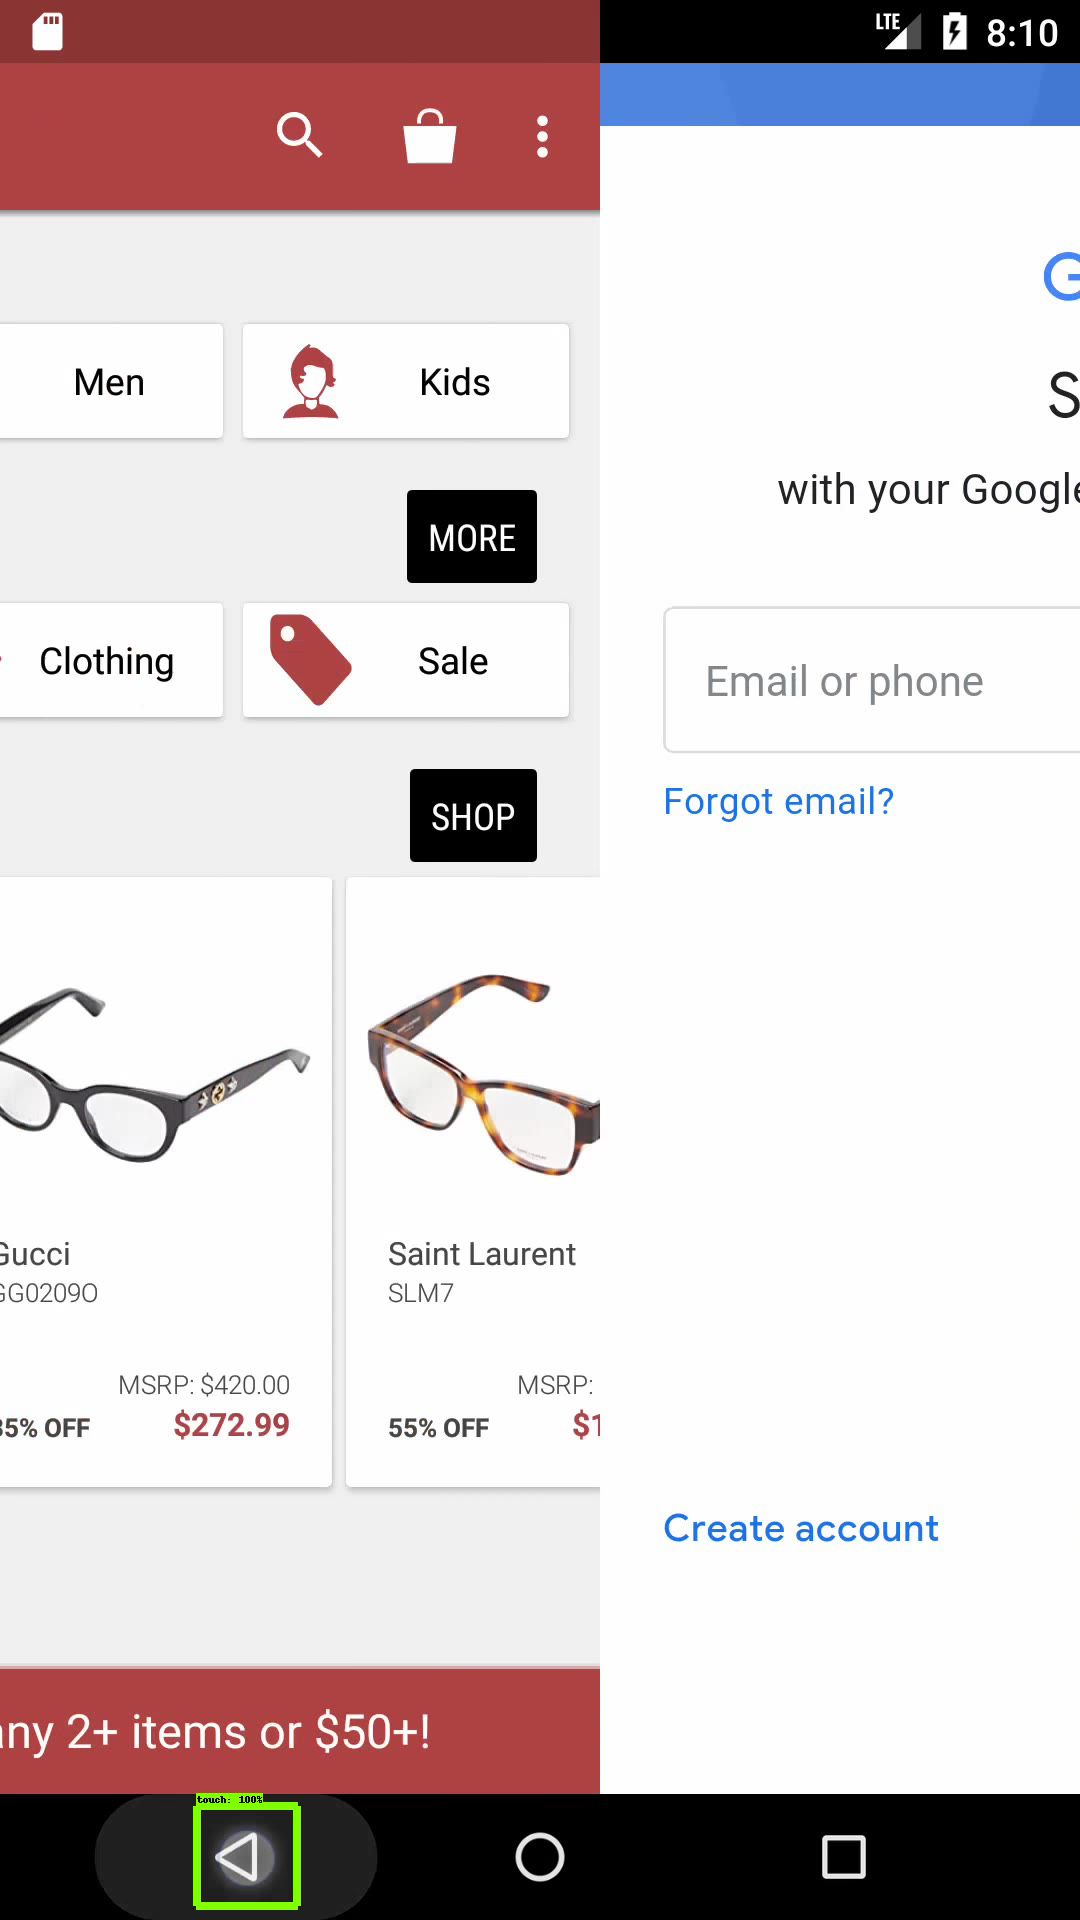 LTE 8:10
Men
Kids
with your Google
MORE
Email or phone
Clothing
Sale
Forgot email?
SHOP
Gucci
GG0209O
MSRP: $420.00
35% OFF
$272.99
Saint Laurent
SLM7
MSRP:
55% OFF
$1
Create account
any 2+ items or $50+!
touch: 100%